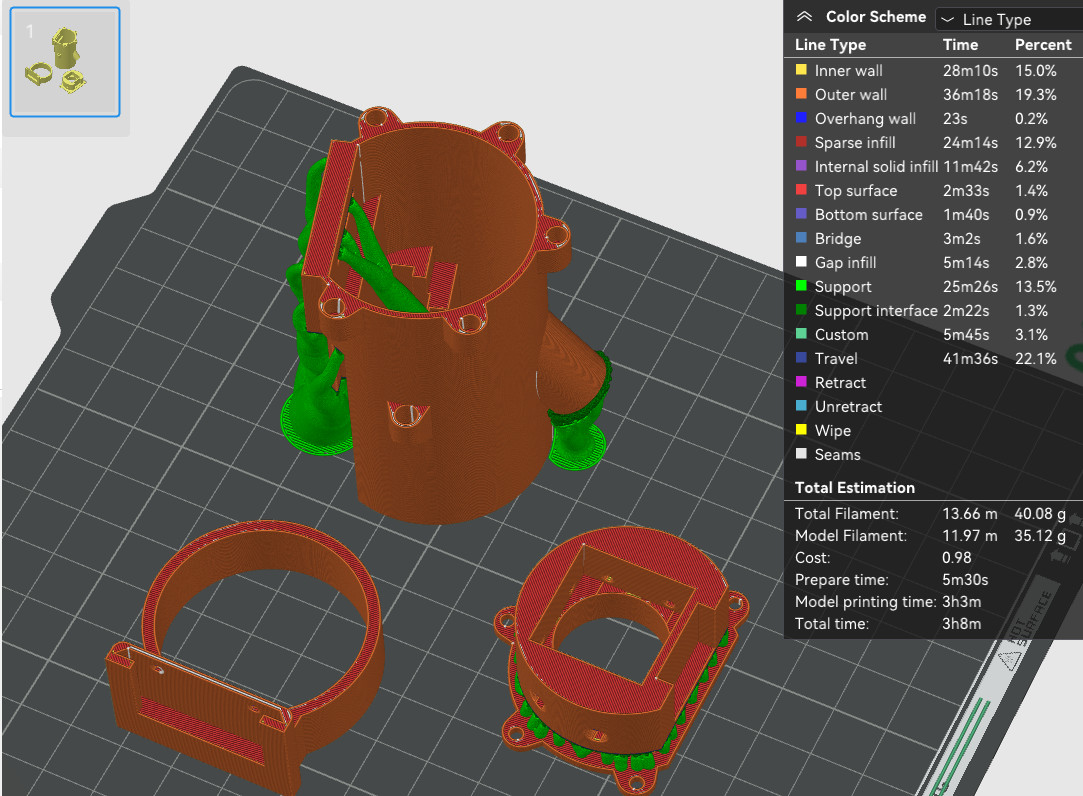 1
Color Scheme Line Type
Line Type Time Percent
Inner wall 28m10s 15.0%
Outer wall 36m18s 19.3%
Overhang wall 23s 0.2%
Sparse infill 24m14s 12.9%
Internal solid infill 11m42s 6.2%
Top surface 2m33s 1.4%
Bottom surface 1m40s 0.9%
Bridge 3m2s 1.6%
Gap infill 5m14s 2.8%
Support 25m26s 13.5%
Support interface 2m22s 1.3%
Custom 5m45s 3.1%
Travel 41m36s 22.1%
Retract
Unretract
Wipe
Seams
Total Estimation
Total Filament: 13.66 m 40.08 g
Model Filament: 11.97 m 35.12 g
Cost: 0.98
Prepare time: 5m30s
Model printing time: 3h3m
Total time: 3h8m
HOT
SURFACE